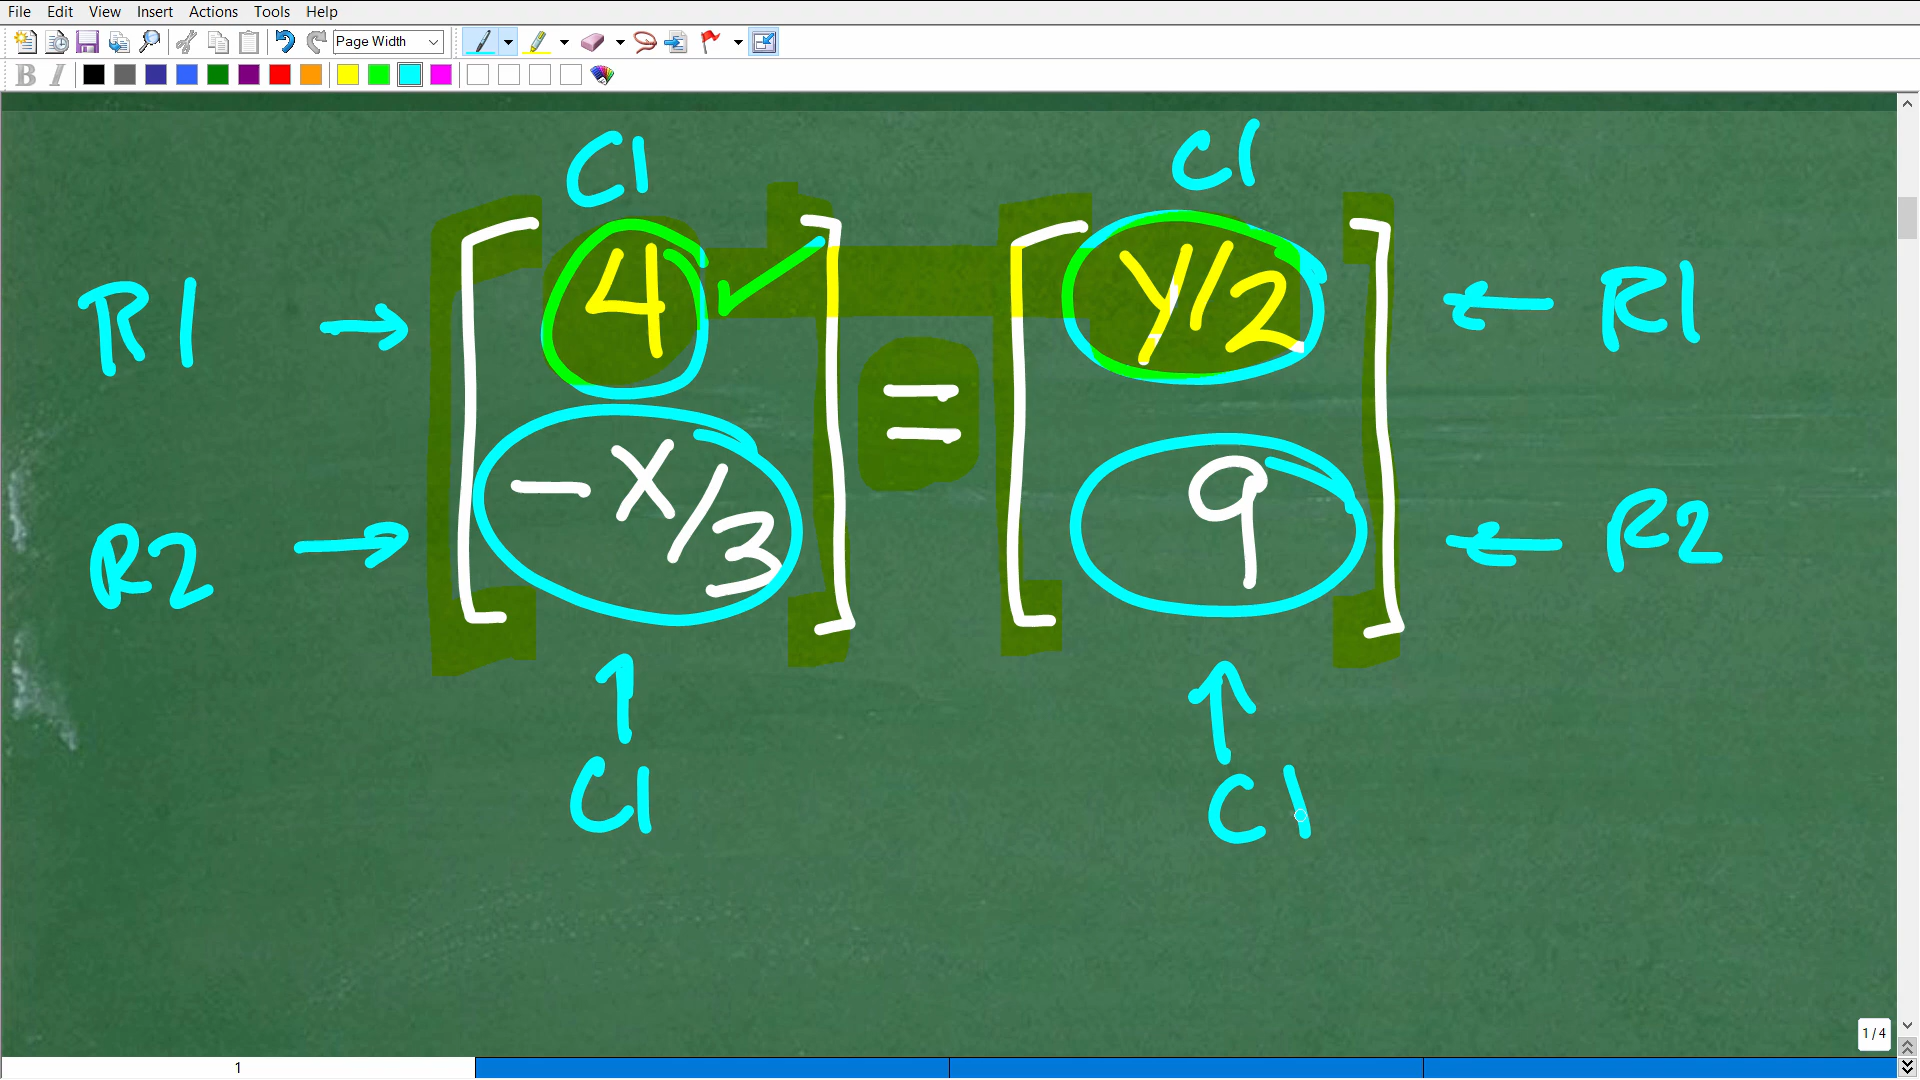 File Edit View Insert Actions Tools Help
Page Width
B I
C1 C1
R1 → [ 4 ✓ ] = [ y/2 ] ← R1
R2 → [ -x/3 ] = [ 9 ] ← R2
↑ ↑
C1 C1
1 / 4
1